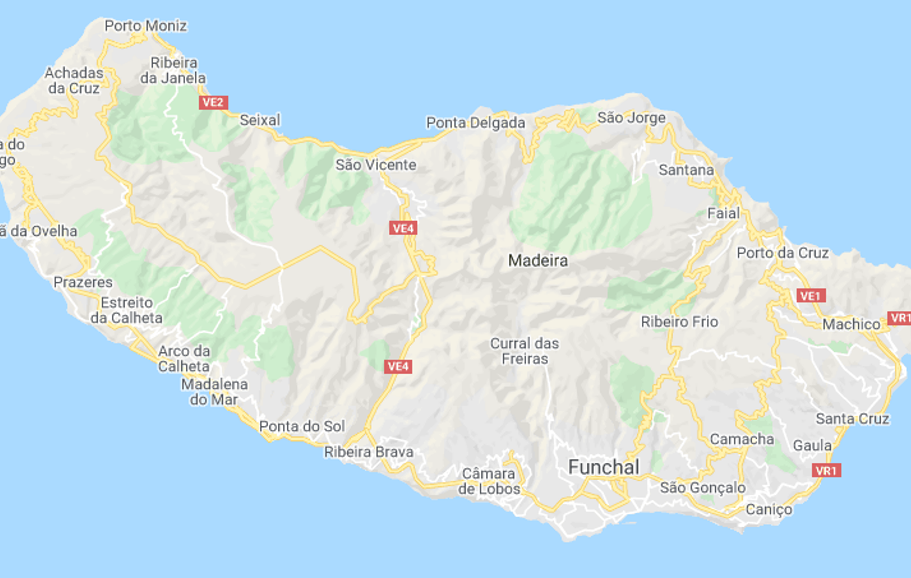 Porto Moniz
Ribeira
da Janela
Achadas
da Cruz
VE2
Seixal
Ponta Delgada
São Jorge
a do
go
São Vicente
Santana
Faial
VE4
ã da Ovelha
Porto da Cruz
Madeira
Prazeres
VE1
Estreito
da Calheta
Ribeiro Frio
Machico
VR1
Curral das
Freiras
Arco da
Calheta
VE4
Madalena
do Mar
Santa Cruz
Ponta do Sol
Camacha
Gaula
Ribeira Brava
Funchal
VR1
Câmara
de Lobos
São Gonçalo
Caniço